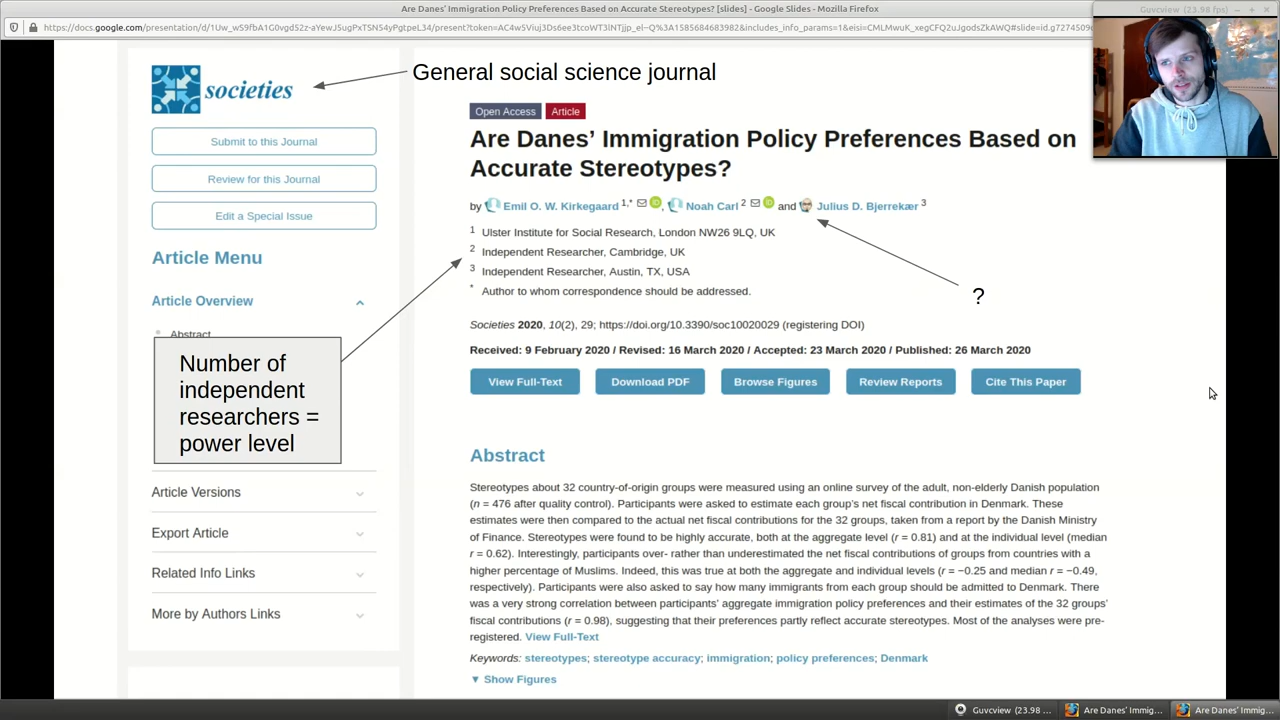 Are Danes' Immigration Policy Preferences Based on Accurate Stereotypes? [slides] - Google Slides - Mozilla Firefox
Guvcview (23.98 fps)
General social science journal
societies
Submit to this Journal
Review for this Journal
Edit a Special Issue
Article Menu
Article Overview
Abstract
Number of
independent
researchers =
power level
Article Versions
Export Article
Related Info Links
More by Authors Links
Open Access Article
Are Danes' Immigration Policy Preferences Based on
Accurate Stereotypes?
by Emil O. W. Kirkegaard 1,* , Noah Carl 2 and Julius D. Bjerrekær 3
1 Ulster Institute for Social Research, London NW26 9LQ, UK
2 Independent Researcher, Cambridge, UK
3 Independent Researcher, Austin, TX, USA
* Author to whom correspondence should be addressed.
?
Societies 2020, 10(2), 29; https://doi.org/10.3390/soc10020029 (registering DOI)
Received: 9 February 2020 / Revised: 16 March 2020 / Accepted: 23 March 2020 / Published: 26 March 2020
View Full-Text Download PDF Browse Figures Review Reports Cite This Paper
Abstract
Stereotypes about 32 country-of-origin groups were measured using an online survey of the adult, non-elderly Danish population
(n = 476 after quality control). Participants were asked to estimate each group's net fiscal contribution in Denmark. These
estimates were then compared to the actual net fiscal contributions for the 32 groups, taken from a report by the Danish Ministry
of Finance. Stereotypes were found to be highly accurate, both at the aggregate level (r = 0.81) and at the individual level (median
r = 0.62). Interestingly, participants over- rather than underestimated the net fiscal contributions of groups from countries with a
higher percentage of Muslims. Indeed, this was true at both the aggregate and individual levels (r = −0.25 and median r = −0.49,
respectively). Participants were also asked to say how many immigrants from each group should be admitted to Denmark. There
was a very strong correlation between participants' aggregate immigration policy preferences and their estimates of the 32 groups'
fiscal contributions (r = 0.98), suggesting that their preferences partly reflect accurate stereotypes. Most of the analyses were pre-
registered. View Full-Text
Keywords: stereotypes; stereotype accuracy; immigration; policy preferences; Denmark
▼ Show Figures
Guvcview (23.98 ... Are Danes' Immig... Are Danes' Immig...